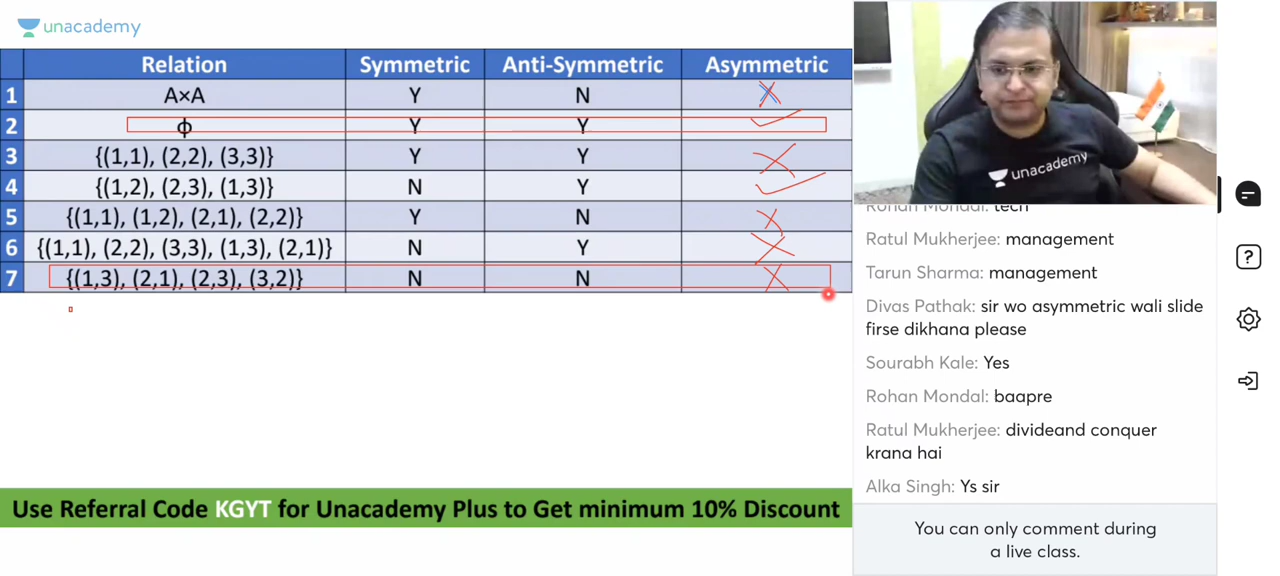 unacademy
Relation Symmetric Anti-Symmetric Asymmetric
1 A×A Y N
2 ϕ Y Y
3 {(1,1), (2,2), (3,3)} Y Y
4 {(1,2), (2,3), (1,3)} N Y
5 {(1,1), (1,2), (2,1), (2,2)} Y N
6 {(1,1), (2,2), (3,3), (1,3), (2,1)} N Y
7 {(1,3), (2,1), (2,3), (3,2)} N N
Use Referral Code KGYT for Unacademy Plus to Get minimum 10% Discount
unacademy
Rohan Mondal: tech
Ratul Mukherjee: management
Tarun Sharma: management
Divas Pathak: sir wo asymmetric wali slide
firse dikhana please
Sourabh Kale: Yes
Rohan Mondal: baapre
Ratul Mukherjee: divideand conquer
krana hai
Alka Singh: Ys sir
You can only comment during
a live class.
?